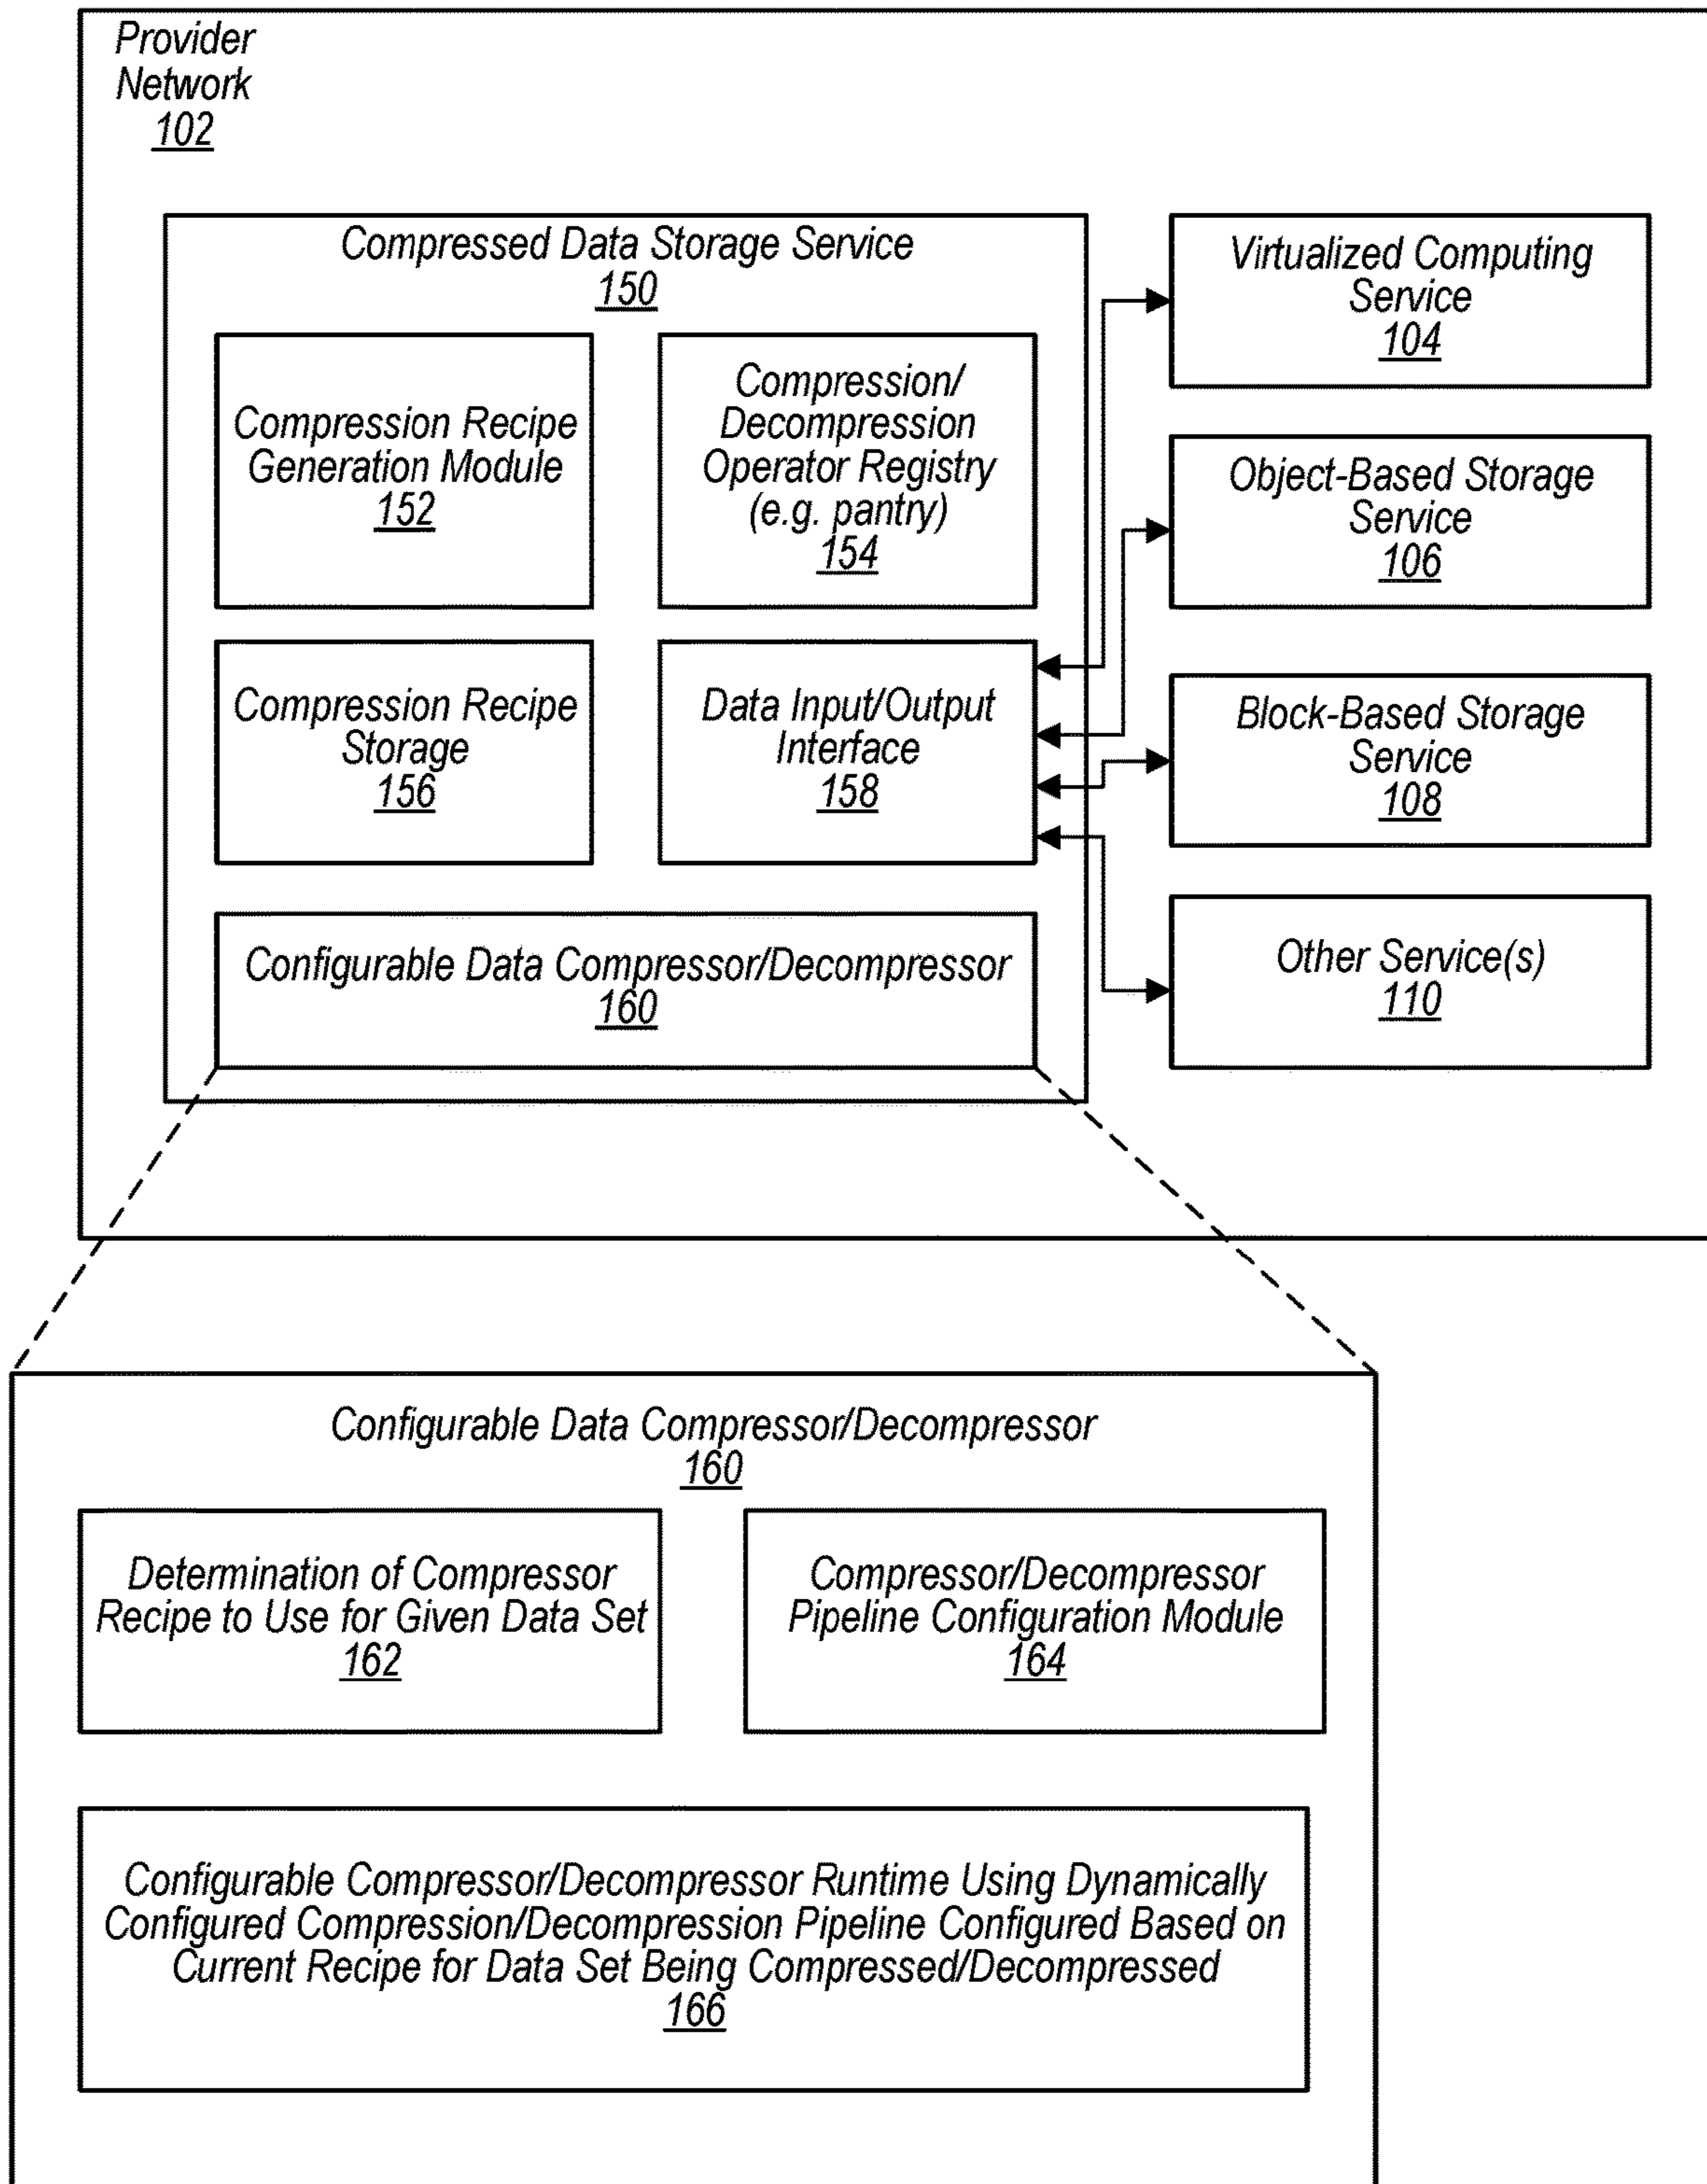 Provider
Network
102
Compressed Data Storage Service
150
Compression Recipe
Generation Module
152
Compression/
Decompression
Operator Registry
(e.g. pantry)
154
Compression Recipe
Storage
156
Data Input/Output
Interface
158
Configurable Data Compressor/Decompressor
160
Virtualized Computing
Service
104
Object-Based Storage
Service
106
Block-Based Storage
Service
108
Other Service(s)
110
Configurable Data Compressor/Decompressor
160
Determination of Compressor
Recipe to Use for Given Data Set
162
Compressor/Decompressor
Pipeline Configuration Module
164
Configurable Compressor/Decompressor Runtime Using Dynamically
Configured Compression/Decompression Pipeline Configured Based on
Current Recipe for Data Set Being Compressed/Decompressed
166